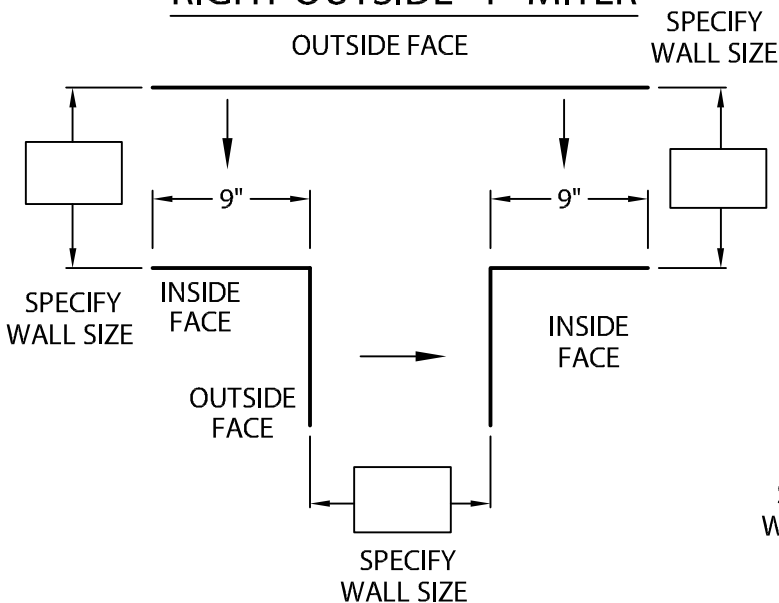 RIGHT OUTSIDE "T" MITER
OUTSIDE FACE
SPECIFY
WALL SIZE
9"
9"
SPECIFY
WALL SIZE
INSIDE
FACE
INSIDE
FACE
OUTSIDE
FACE
SPECIFY
WALL SIZE